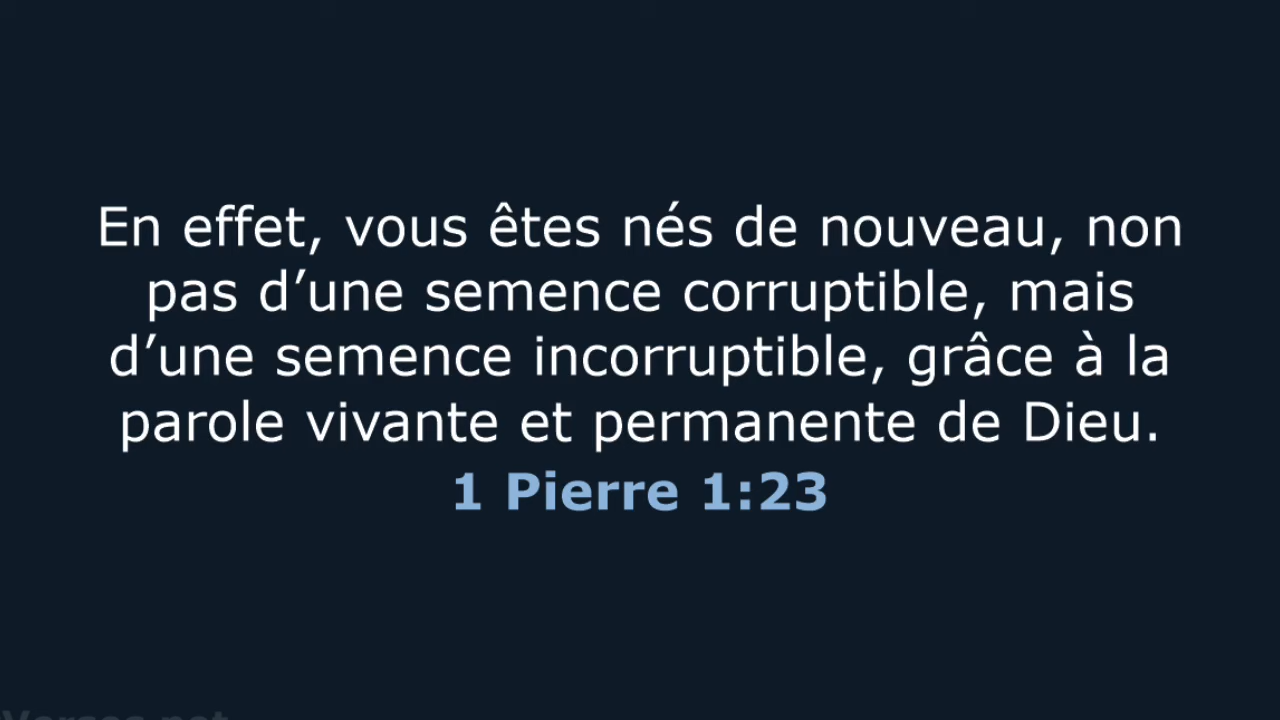 En effet, vous êtes nés de nouveau, non
pas d’une semence corruptible, mais
d’une semence incorruptible, grâce à la
parole vivante et permanente de Dieu.
1 Pierre 1:23